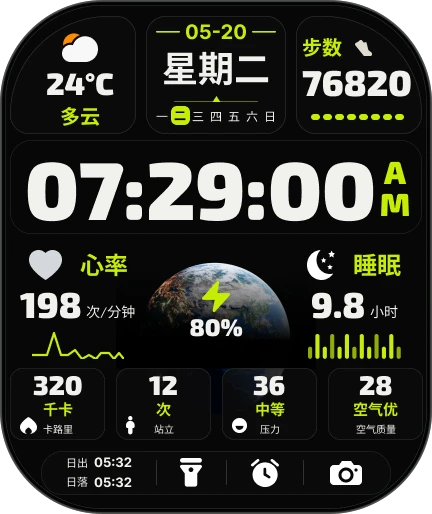 05-20
星期二
一 二 三 四 五 六 日
24°C
多云
步数
76820
07:29:00 AM
心率
198 次/分钟
80%
睡眠
9.8 小时
320
千卡
卡路里
12
次
站立
36
中等
压力
28
空气优
空气质量
日出 05:32
日落 05:32